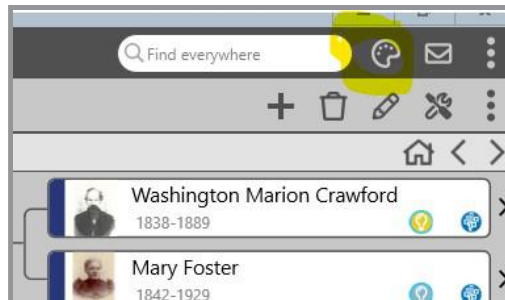 Find everywhere
Washington Marion Crawford
1838-1889
Mary Foster
1842-1929